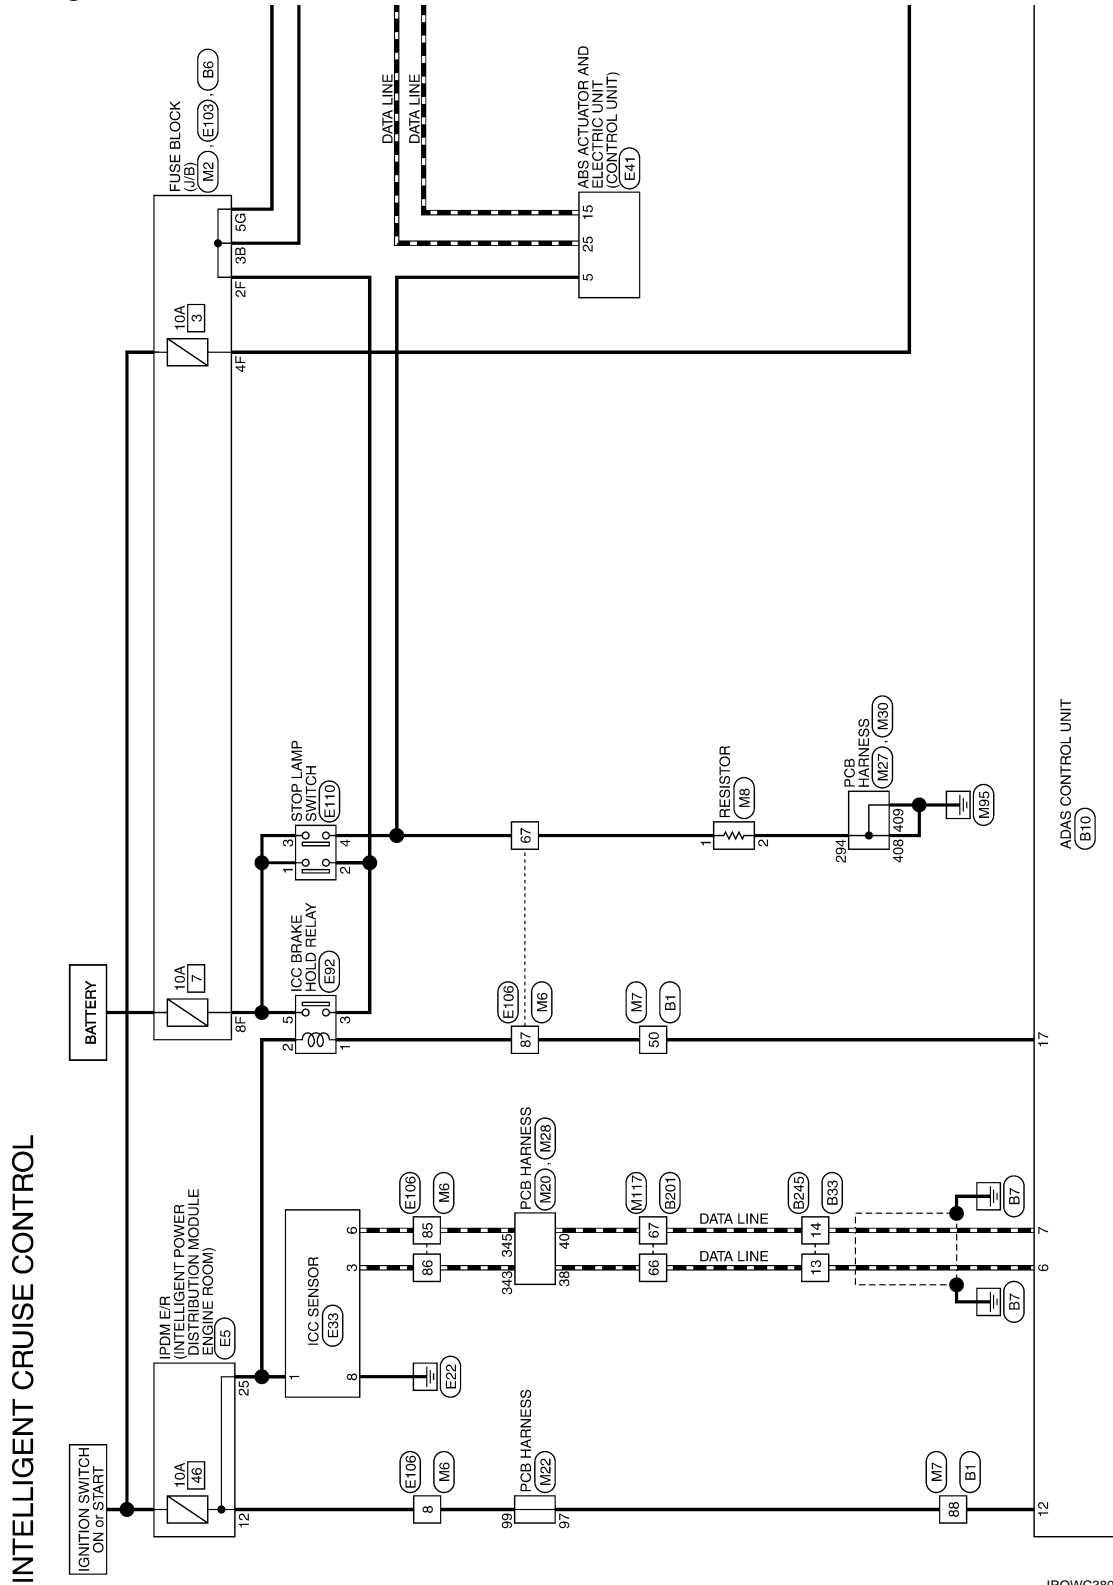 INTELLIGENT CRUISE CONTROL
IGNITION SWITCH
ON or START
BATTERY
IPDM E/R
(INTELLIGENT POWER
DISTRIBUTION MODULE
ENGINE ROOM)
E5
10A
46
12
25
10A
7
8F
10A
3
4F
FUSE BLOCK
(J/B)
M2 , E103 , B6
2F
3B
5G
ICC SENSOR
E33
1
8
3
6
E22
ICC BRAKE
HOLD RELAY
E92
2
5
1
3
STOP LAMP
SWITCH
E110
1
3
2
4
DATA LINE
DATA LINE
ABS ACTUATOR AND
ELECTRIC UNIT
(CONTROL UNIT)
E41
5
25
15
E106
M6
8
E106
M6
86
85
E106
M6
87
67
PCB HARNESS
M22
99
97
PCB HARNESS
M20 , M28
343
345
38
40
M117
B201
66
67
M7
B1
50
DATA LINE
DATA LINE
B245
B33
13
14
RESISTOR
M8
1
2
PCB
HARNESS
M27 , M30
294
408
409
M95
M7
B1
88
B7
B7
12
6
7
17
ADAS CONTROL UNIT
B10